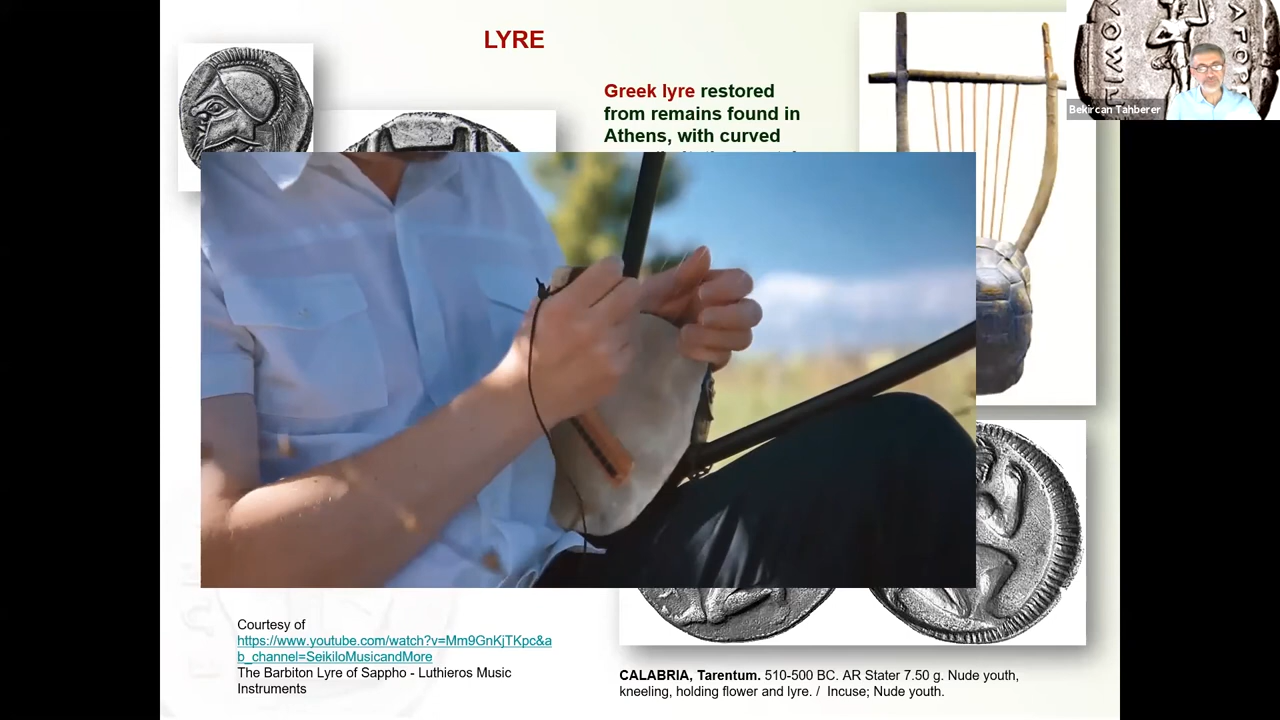 LYRE
Greek lyre restored
from remains found in
Athens, with curved
Bekircan Tahberer
Courtesy of
https://www.youtube.com/watch?v=Mm9GnKjTKpc&a
b_channel=SeikiloMusicandMore
The Barbiton Lyre of Sappho - Luthieros Music
Instruments
CALABRIA, Tarentum. 510-500 BC. AR Stater 7.50 g. Nude youth,
kneeling, holding flower and lyre. / Incuse; Nude youth.